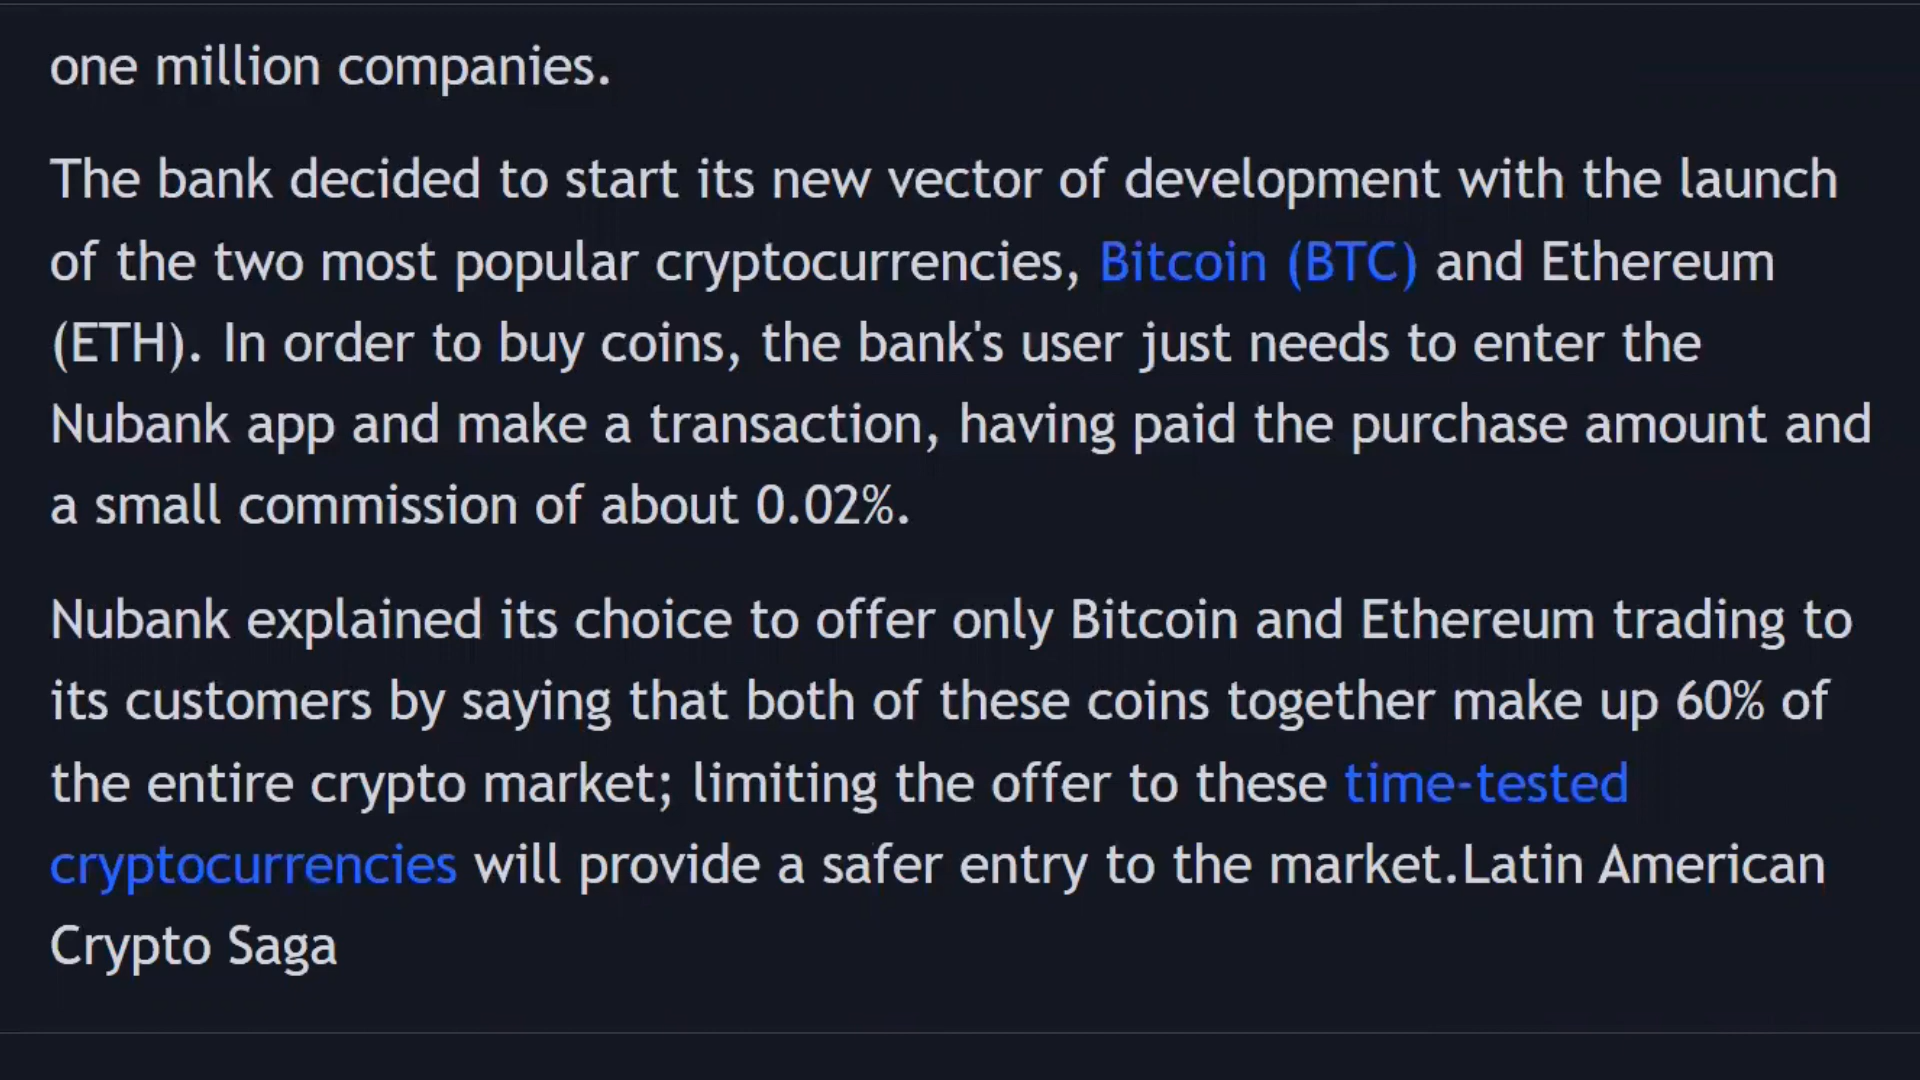 one million companies.
The bank decided to start its new vector of development with the launch
of the two most popular cryptocurrencies, Bitcoin (BTC) and Ethereum
(ETH). In order to buy coins, the bank's user just needs to enter the
Nubank app and make a transaction, having paid the purchase amount and
a small commission of about 0.02%.
Nubank explained its choice to offer only Bitcoin and Ethereum trading to
its customers by saying that both of these coins together make up 60% of
the entire crypto market; limiting the offer to these time-tested
cryptocurrencies will provide a safer entry to the market.Latin American
Crypto Saga